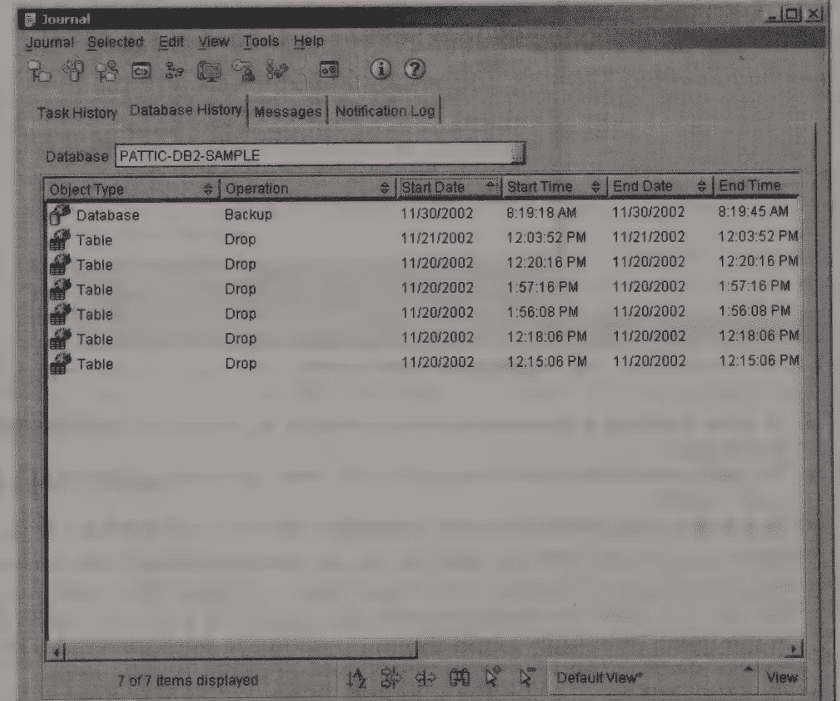 Journal
Journal Selected Edit View Tools Help
Task History Database History Messages Notification Log
Database PATTIC-DB2-SAMPLE
Object Type Operation Start Date Start Time End Date End Time
Database Backup 11/30/2002 8:19:18 AM 11/30/2002 8:19:45 AM
Table Drop 11/21/2002 12:03:52 PM 11/21/2002 12:03:52 PM
Table Drop 11/20/2002 12:20:16 PM 11/20/2002 12:20:16 PM
Table Drop 11/20/2002 1:57:16 PM 11/20/2002 1:57:16 PM
Table Drop 11/20/2002 1:56:08 PM 11/20/2002 1:56:08 PM
Table Drop 11/20/2002 12:18:06 PM 11/20/2002 12:18:06 PM
Table Drop 11/20/2002 12:15:06 PM 11/20/2002 12:15:06 PM
7 of 7 items displayed Default View* View